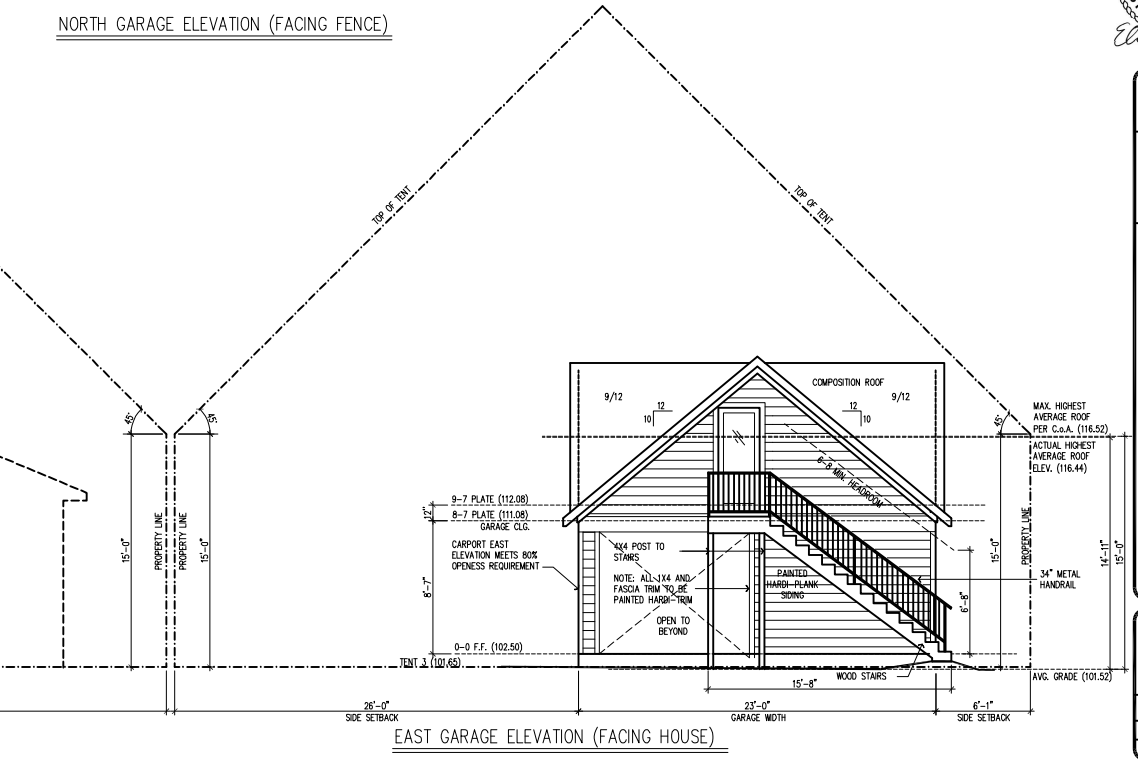 NORTH GARAGE ELEVATION (FACING FENCE)
TOP OF TENT
TOP OF TENT
COMPOSITION ROOF
9/12
9/12
12
10
12
10
45°
45°
45°
MAX. HIGHEST
AVERAGE ROOF
PER C.o.A. (116.52)
ACTUAL HIGHEST
AVERAGE ROOF
ELEV. (116.44)
6-8 MIN. HEADROOM
9-7 PLATE (112.08)
12"
8-7 PLATE (111.08)
GARAGE CLG.
CARPORT EAST
ELEVATION MEETS 80%
OPENESS REQUIREMENT
4X4 POST TO
STAIRS
NOTE: ALL 1X4 AND
FASCIA TRIM TO BE
PAINTED HARDI-TRIM
OPEN TO
BEYOND
PAINTED
HARDI-PLANK
SIDING
34" METAL
HANDRAIL
15'-0"
PROPERTY LINE
PROPERTY LINE
15'-0"
8'-7"
6'-8"
15'-0"
PROPERTY LINE
14'-11"
15'-0"
0-0 F.F. (102.50)
TENT 3 (101.65)
WOOD STAIRS
AVG. GRADE (101.52)
15'-8"
26'-0"
SIDE SETBACK
23'-0"
GARAGE WIDTH
6'-1"
SIDE SETBACK
EAST GARAGE ELEVATION (FACING HOUSE)